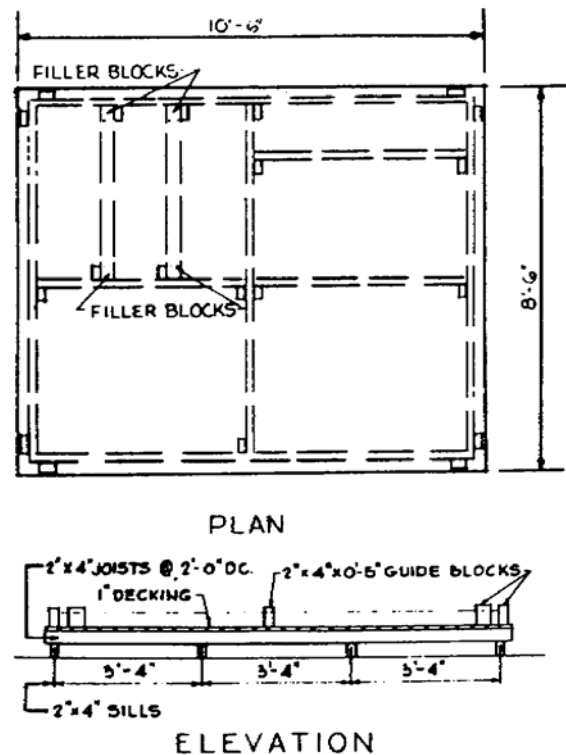 10'-6"
FILLER BLOCKS
8'-6"
FILLER BLOCKS
PLAN
2"X4" JOISTS @ 2'-0" OC.
2"X4"X0'-5" GUIDE BLOCKS
1" DECKING
3'-4"
3'-4"
3'-4"
2"X4" SILLS
ELEVATION